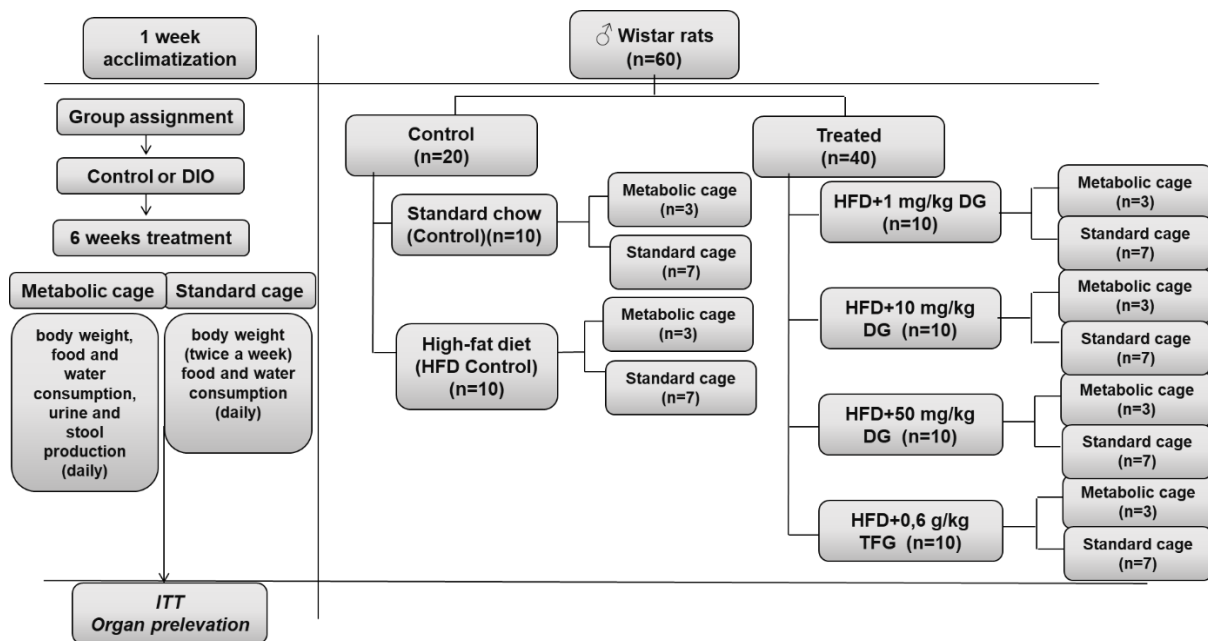 1 week
acclimatization
Group assignment
Control or DIO
6 weeks treatment
Metabolic cage
Standard cage
body weight,
food and
water
consumption,
urine and
stool
production
(daily)
body weight
(twice a week)
food and water
consumption
(daily)
ITT
Organ prelevation
♂ Wistar rats
(n=60)
Control
(n=20)
Standard chow
(Control)(n=10)
Metabolic cage
(n=3)
Standard cage
(n=7)
High-fat diet
(HFD Control)
(n=10)
Metabolic cage
(n=3)
Standard cage
(n=7)
Treated
(n=40)
HFD+1 mg/kg DG
(n=10)
Metabolic cage
(n=3)
Standard cage
(n=7)
HFD+10 mg/kg
DG (n=10)
Metabolic cage
(n=3)
Standard cage
(n=7)
HFD+50 mg/kg
DG (n=10)
Metabolic cage
(n=3)
Standard cage
(n=7)
HFD+0,6 g/kg
TFG (n=10)
Metabolic cage
(n=3)
Standard cage
(n=7)